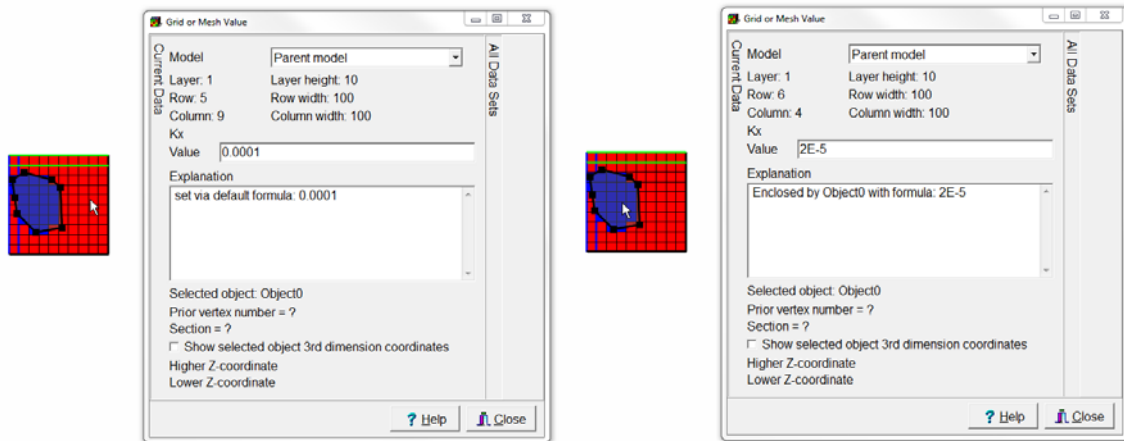 Grid or Mesh Value
Current Data
All Data Sets
Model Parent model
Layer: 1 Layer height: 10
Row: 5 Row width: 100
Column: 9 Column width: 100
Kx
Value 0.0001
Explanation
set via default formula: 0.0001
Selected object: Object0
Prior vertex number = ?
Section = ?
Show selected object 3rd dimension coordinates
Higher Z-coordinate
Lower Z-coordinate
? Help Close
Grid or Mesh Value
Current Data
All Data Sets
Model Parent model
Layer: 1 Layer height: 10
Row: 6 Row width: 100
Column: 4 Column width: 100
Kx
Value 2E-5
Explanation
Enclosed by Object0 with formula: 2E-5
Selected object: Object0
Prior vertex number = ?
Section = ?
Show selected object 3rd dimension coordinates
Higher Z-coordinate
Lower Z-coordinate
? Help Close